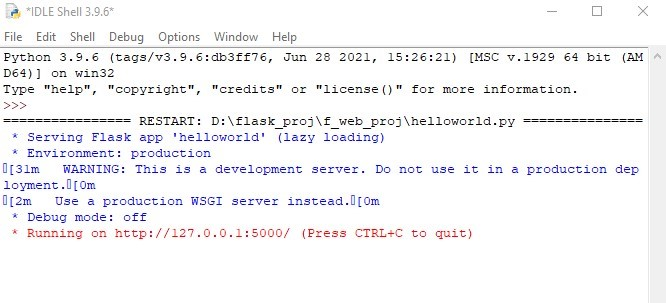 *IDLE Shell 3.9.6*
File Edit Shell Debug Options Window Help
Python 3.9.6 (tags/v3.9.6:db3ff76, Jun 28 2021, 15:26:21) [MSC v.1929 64 bit (AM
D64)] on win32
Type "help", "copyright", "credits" or "license()" for more information.
>>>
================ RESTART: D:\flask_proj\f_web_proj\helloworld.py ===============
* Serving Flask app 'helloworld' (lazy loading)
* Environment: production
[31m   WARNING: This is a development server. Do not use it in a production dep
loyment.[0m
[2m   Use a production WSGI server instead.[0m
* Debug mode: off
* Running on http://127.0.0.1:5000/ (Press CTRL+C to quit)